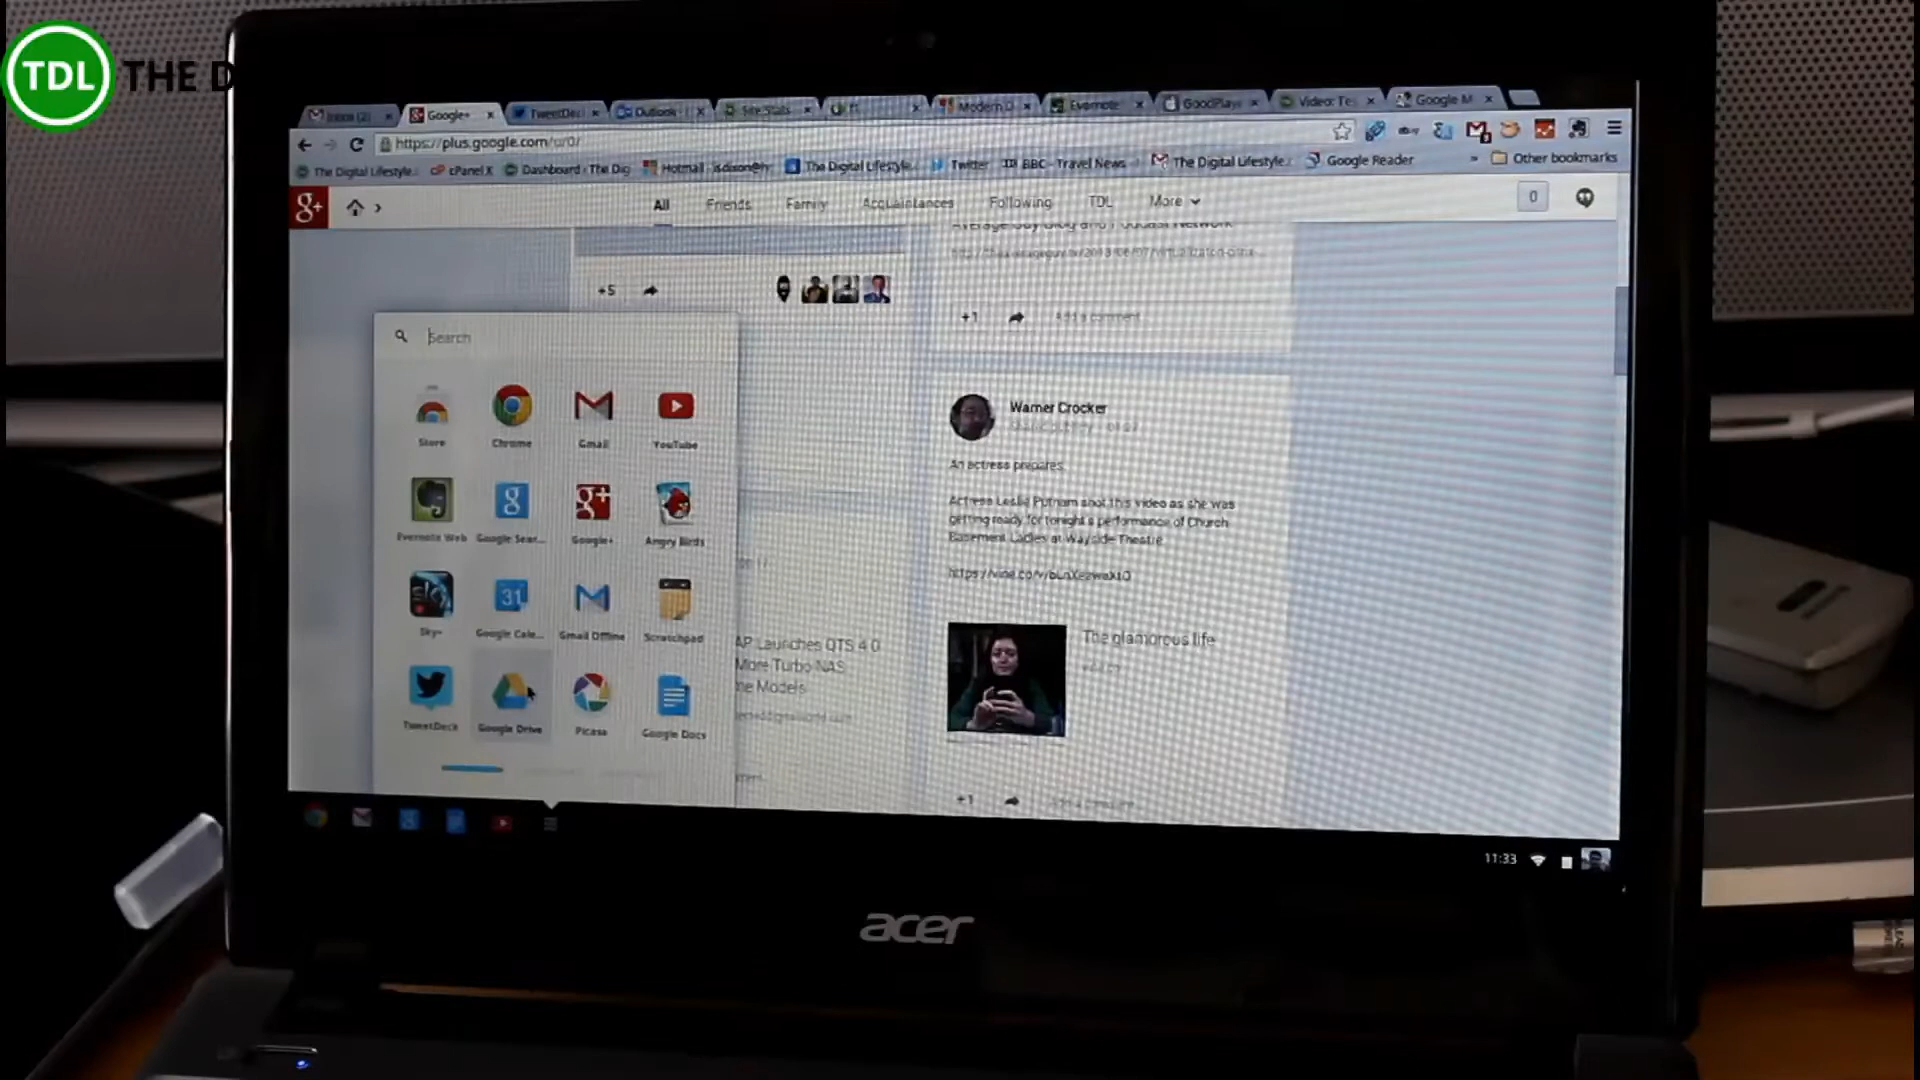 TDL THE D
Google+
TweetDec
Outlook
Site Stats
Modern
Evernote
GoodPlaye
Video: Te
Google M
https://plus.google.com/u/0/
The Digital Lifestyle
cPanel X
Dashboard ‹ The Dig
Hotmail
The Digital Lifestyle
Twitter
BBC - Travel News
The Digital Lifestyle
Google Reader
»
Other bookmarks
g+
All
Friends
Family
Acquaintances
Following
TDL
More
0
+5
+1
Add a comment
Search
Store
Chrome
Gmail
YouTube
Evernote Web
Google Sear...
Google+
Angry Birds
Sky+
31
Google Cale...
Gmail Offline
Scratchpad
TweetDeck
Google Drive
Picasa
Google Docs
Warner Crocker
An actress prepares.
Actress Leslie Putnam shot this video as she was
getting ready for tonight's performance of Church
Basement Ladies at Wayside Theatre
The glamorous life
AP Launches QTS 4.0
More Turbo NAS
me Models
+1
11:33
acer